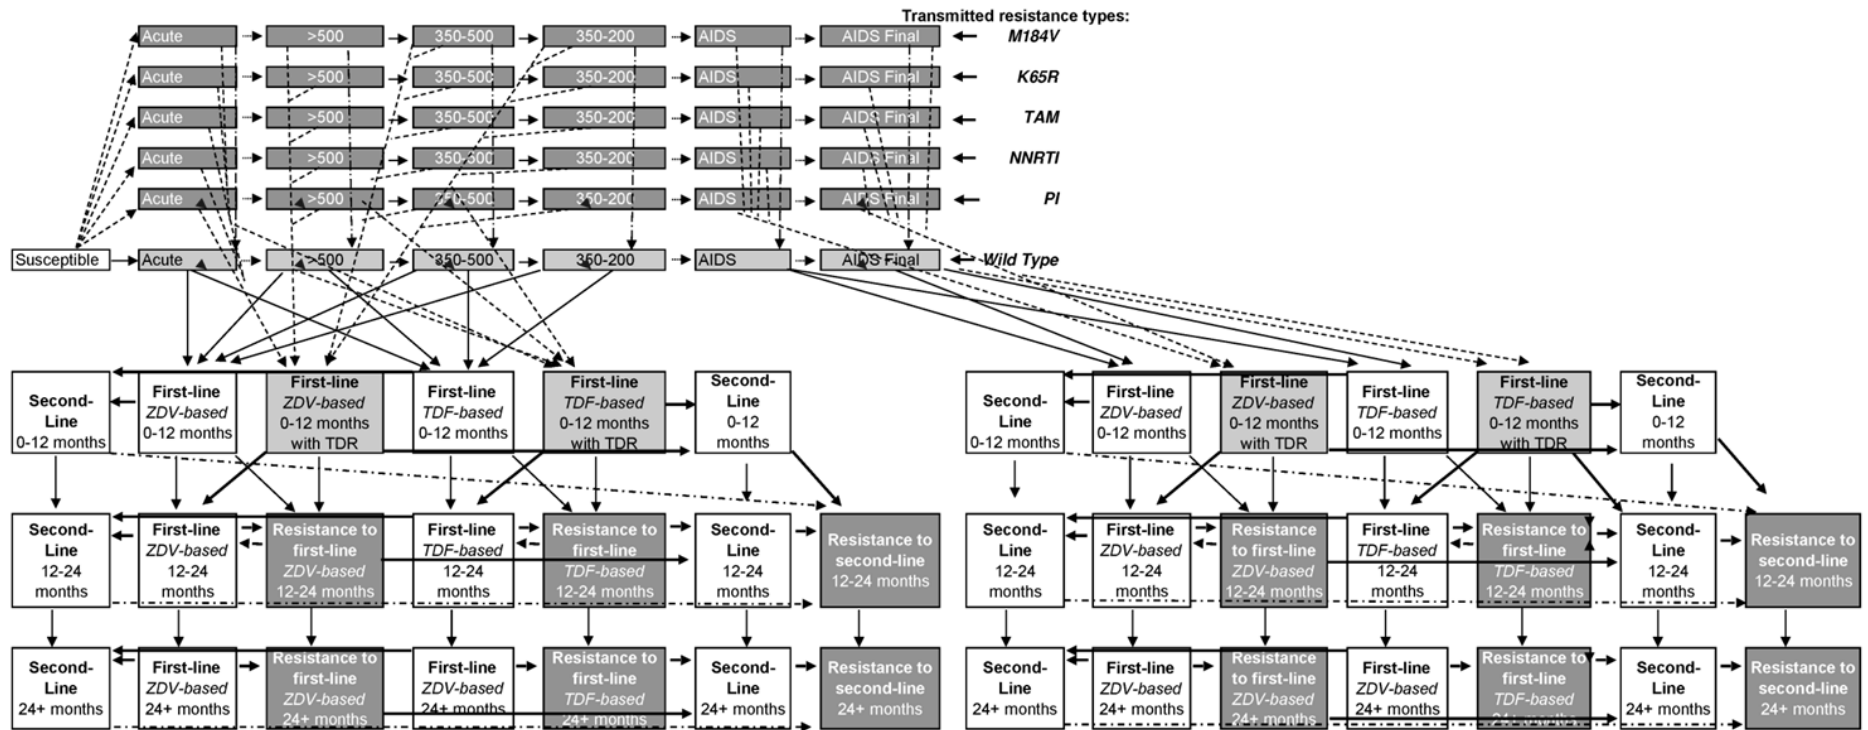 Transmitted resistance types:
Acute >500 350-500 350-200 AIDS AIDS Final M184V
Acute >500 350-500 350-200 AIDS AIDS Final K65R
Acute >500 350-500 350-200 AIDS AIDS Final TAM
Acute >500 350-500 350-200 AIDS AIDS Final NNRTI
Acute >500 350-500 350-200 AIDS AIDS Final PI
Susceptible Acute >500 350-500 350-200 AIDS AIDS Final Wild Type
Second-
Line
0-12 months
First-line
ZDV-based
0-12 months
First-line
ZDV-based
0-12 months
with TDR
First-line
TDF-based
0-12 months
First-line
TDF-based
0-12 months
with TDR
Second-
Line
0-12
months
Second-
Line
0-12 months
First-line
ZDV-based
0-12 months
First-line
ZDV-based
0-12 months
with TDR
First-line
TDF-based
0-12 months
First-line
TDF-based
0-12 months
with TDR
Second-
Line
0-12
months
Second-
Line
12-24
months
First-line
ZDV-based
12-24
months
Resistance to
first-line
ZDV-based
12-24 months
First-line
TDF-based
12-24
months
Resistance to
first-line
TDF-based
12-24 months
Second-
Line
12-24
months
Resistance to
second-line
12-24 months
Second-
Line
12-24
months
First-line
ZDV-based
12-24
months
Resistance
to first-line
ZDV-based
12-24 months
First-line
TDF-based
12-24
months
Resistance to
first-line
TDF-based
12-24 months
Second-
Line
12-24
months
Resistance to
second-line
12-24 months
Second-
Line
24+ months
First-line
ZDV-based
24+ months
Resistance to
first-line
ZDV-based
24+ months
First-line
ZDV-based
24+ months
Resistance to
first-line
TDF-based
24+ months
Second-
Line
24+ months
Resistance to
second-line
24+ months
Second-
Line
24+ months
First-line
ZDV-based
24+ months
Resistance
to first-line
ZDV-based
24+ months
First-line
ZDV-based
24+ months
Resistance to
first-line
TDF-based
24+ months
Second-
Line
24+ months
Resistance to
second-line
24+ months